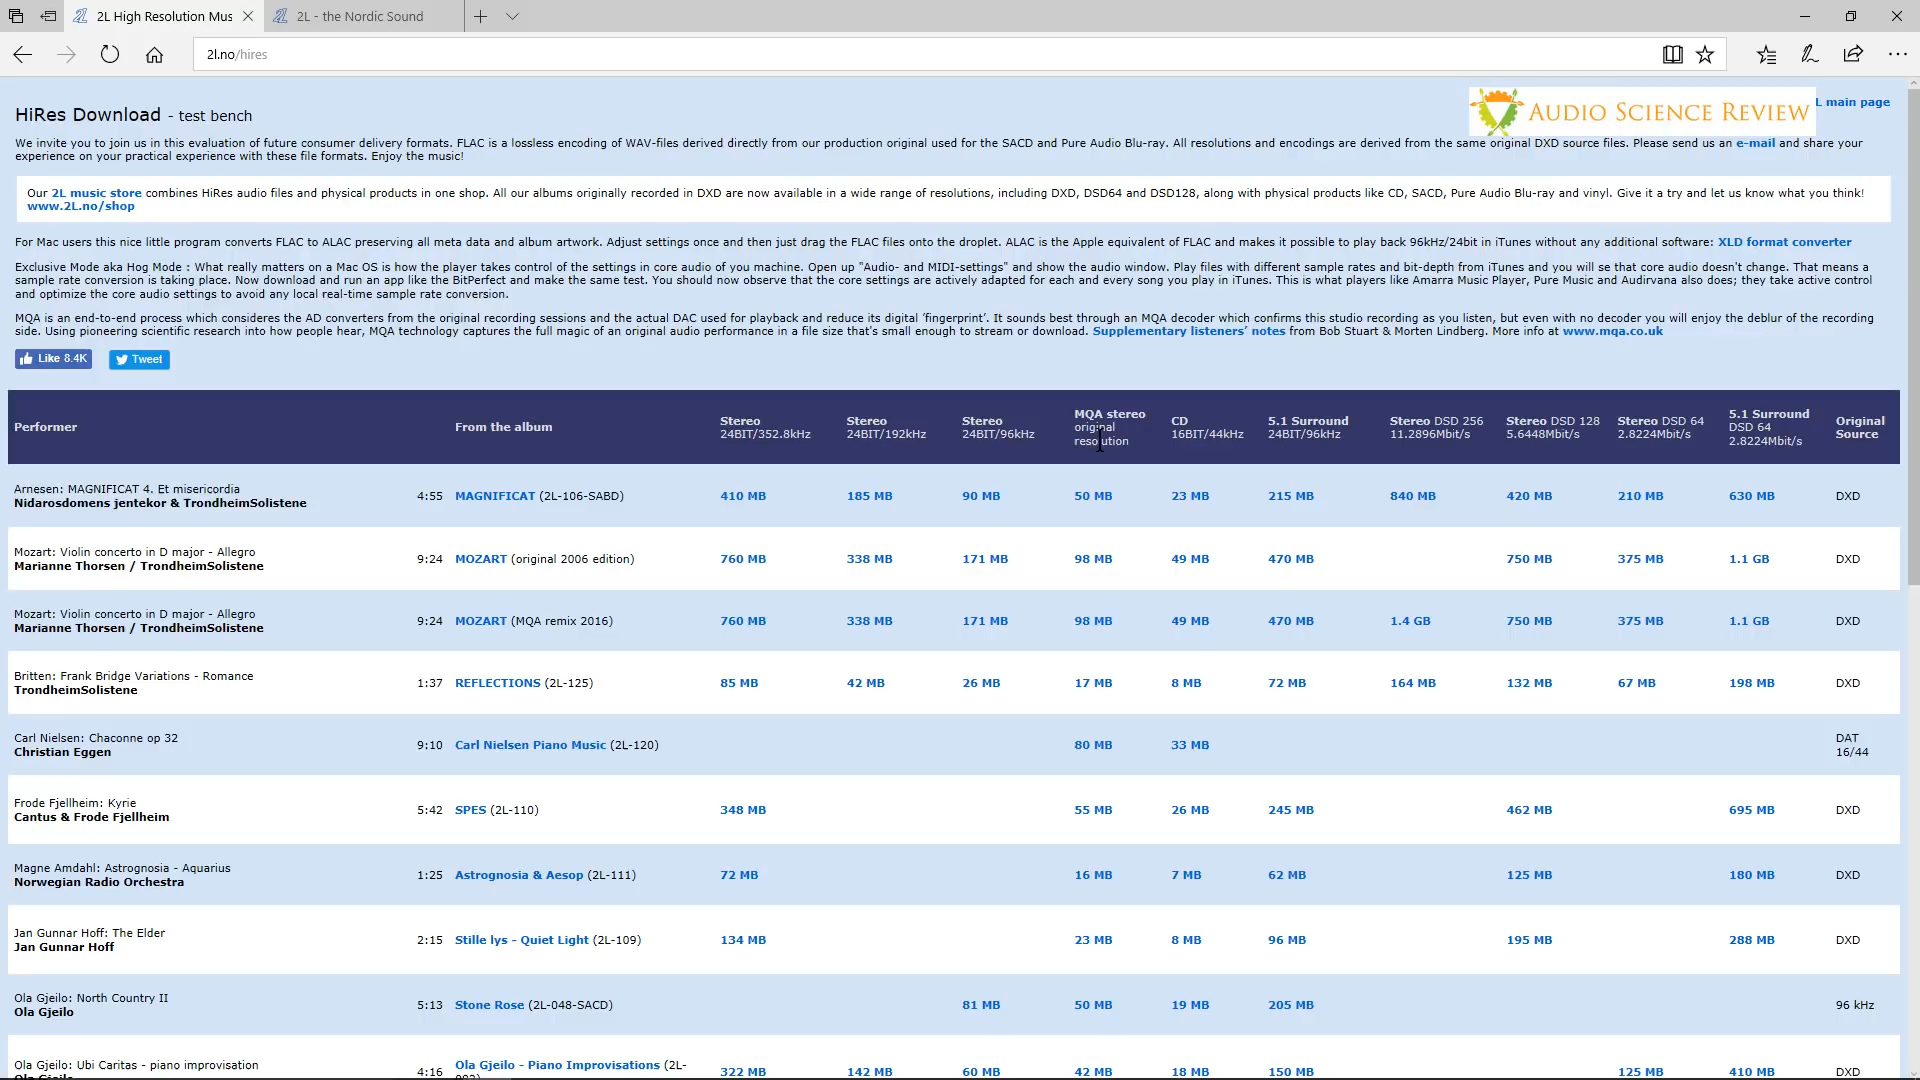 2L High Resolution Mus
2L - the Nordic Sound
2l.no/hires
HiRes Download - test bench
AUDIO SCIENCE REVIEW
L main page
We invite you to join us in this evaluation of future consumer delivery formats. FLAC is a lossless encoding of WAV-files derived directly from our production original used for the SACD and Pure Audio Blu-ray. All resolutions and encodings are derived from the same original DXD source files. Please send us an e-mail and share your
experience on your practical experience with these file formats. Enjoy the music!
Our 2L music store combines HiRes audio files and physical products in one shop. All our albums originally recorded in DXD are now available in a wide range of resolutions, including DXD, DSD64 and DSD128, along with physical products like CD, SACD, Pure Audio Blu-ray and vinyl. Give it a try and let us know what you think!
www.2L.no/shop
For Mac users this nice little program converts FLAC to ALAC preserving all meta data and album artwork. Adjust settings once and then just drag the FLAC files onto the droplet. ALAC is the Apple equivalent of FLAC and makes it possible to play back 96kHz/24bit in iTunes without any additional software: XLD format converter
Exclusive Mode aka Hog Mode : What really matters on a Mac OS is how the player takes control of the settings in core audio of you machine. Open up "Audio- and MIDI-settings" and show the audio window. Play files with different sample rates and bit-depth from iTunes and you will se that core audio doesn't change. That means a
sample rate conversion is taking place. Now download and run an app like the BitPerfect and make the same test. You should now observe that the core settings are actively adapted for each and every song you play in iTunes. This is what players like Amarra Music Player, Pure Music and Audirvana also does; they take active control
and optimize the core audio settings to avoid any local real-time sample rate conversion.
MQA is an end-to-end process which consideres the AD converters from the original recording sessions and the actual DAC used for playback and reduce its digital ‘fingerprint’. It sounds best through an MQA decoder which confirms this studio recording as you listen, but even with no decoder you will enjoy the deblur of the recording
side. Using pioneering scientific research into how people hear, MQA technology captures the full magic of an original audio performance in a file size that's small enough to stream or download. Supplementary listeners’ notes from Bob Stuart & Morten Lindberg. More info at www.mqa.co.uk
Like 8.4K
Tweet
Performer
From the album
Stereo
24BIT/352.8kHz
Stereo
24BIT/192kHz
Stereo
24BIT/96kHz
MQA stereo
original
resolution
CD
16BIT/44kHz
5.1 Surround
24BIT/96kHz
Stereo DSD 256
11.2896Mbit/s
Stereo DSD 128
5.6448Mbit/s
Stereo DSD 64
2.8224Mbit/s
5.1 Surround
DSD 64
2.8224Mbit/s
Original
Source
Arnesen: MAGNIFICAT 4. Et misericordia
Nidarosdomens jentekor & TrondheimSolistene
4:55 MAGNIFICAT (2L-106-SABD) 410 MB 185 MB 90 MB 50 MB 23 MB 215 MB 840 MB 420 MB 210 MB 630 MB DXD
Mozart: Violin concerto in D major - Allegro
Marianne Thorsen / TrondheimSolistene
9:24 MOZART (original 2006 edition) 760 MB 338 MB 171 MB 98 MB 49 MB 470 MB 750 MB 375 MB 1.1 GB DXD
Mozart: Violin concerto in D major - Allegro
Marianne Thorsen / TrondheimSolistene
9:24 MOZART (MQA remix 2016) 760 MB 338 MB 171 MB 98 MB 49 MB 470 MB 1.4 GB 750 MB 375 MB 1.1 GB DXD
Britten: Frank Bridge Variations - Romance
TrondheimSolistene
1:37 REFLECTIONS (2L-125) 85 MB 42 MB 26 MB 17 MB 8 MB 72 MB 164 MB 132 MB 67 MB 198 MB DXD
Carl Nielsen: Chaconne op 32
Christian Eggen
9:10 Carl Nielsen Piano Music (2L-120) 80 MB 33 MB
DAT
16/44
Frode Fjellheim: Kyrie
Cantus & Frode Fjellheim
5:42 SPES (2L-110) 348 MB 55 MB 26 MB 245 MB 462 MB 695 MB DXD
Magne Amdahl: Astrognosia - Aquarius
Norwegian Radio Orchestra
1:25 Astrognosia & Aesop (2L-111) 72 MB 16 MB 7 MB 62 MB 125 MB 180 MB DXD
Jan Gunnar Hoff: The Elder
Jan Gunnar Hoff
2:15 Stille lys - Quiet Light (2L-109) 134 MB 23 MB 8 MB 96 MB 195 MB 288 MB DXD
Ola Gjeilo: North Country II
Ola Gjeilo
5:13 Stone Rose (2L-048-SACD) 81 MB 50 MB 19 MB 205 MB 96 kHz
Ola Gjeilo: Ubi Caritas - piano improvisation
4:16 Ola Gjeilo - Piano Improvisations (2L-
322 MB 142 MB 60 MB 42 MB 18 MB 150 MB 125 MB 410 MB DXD